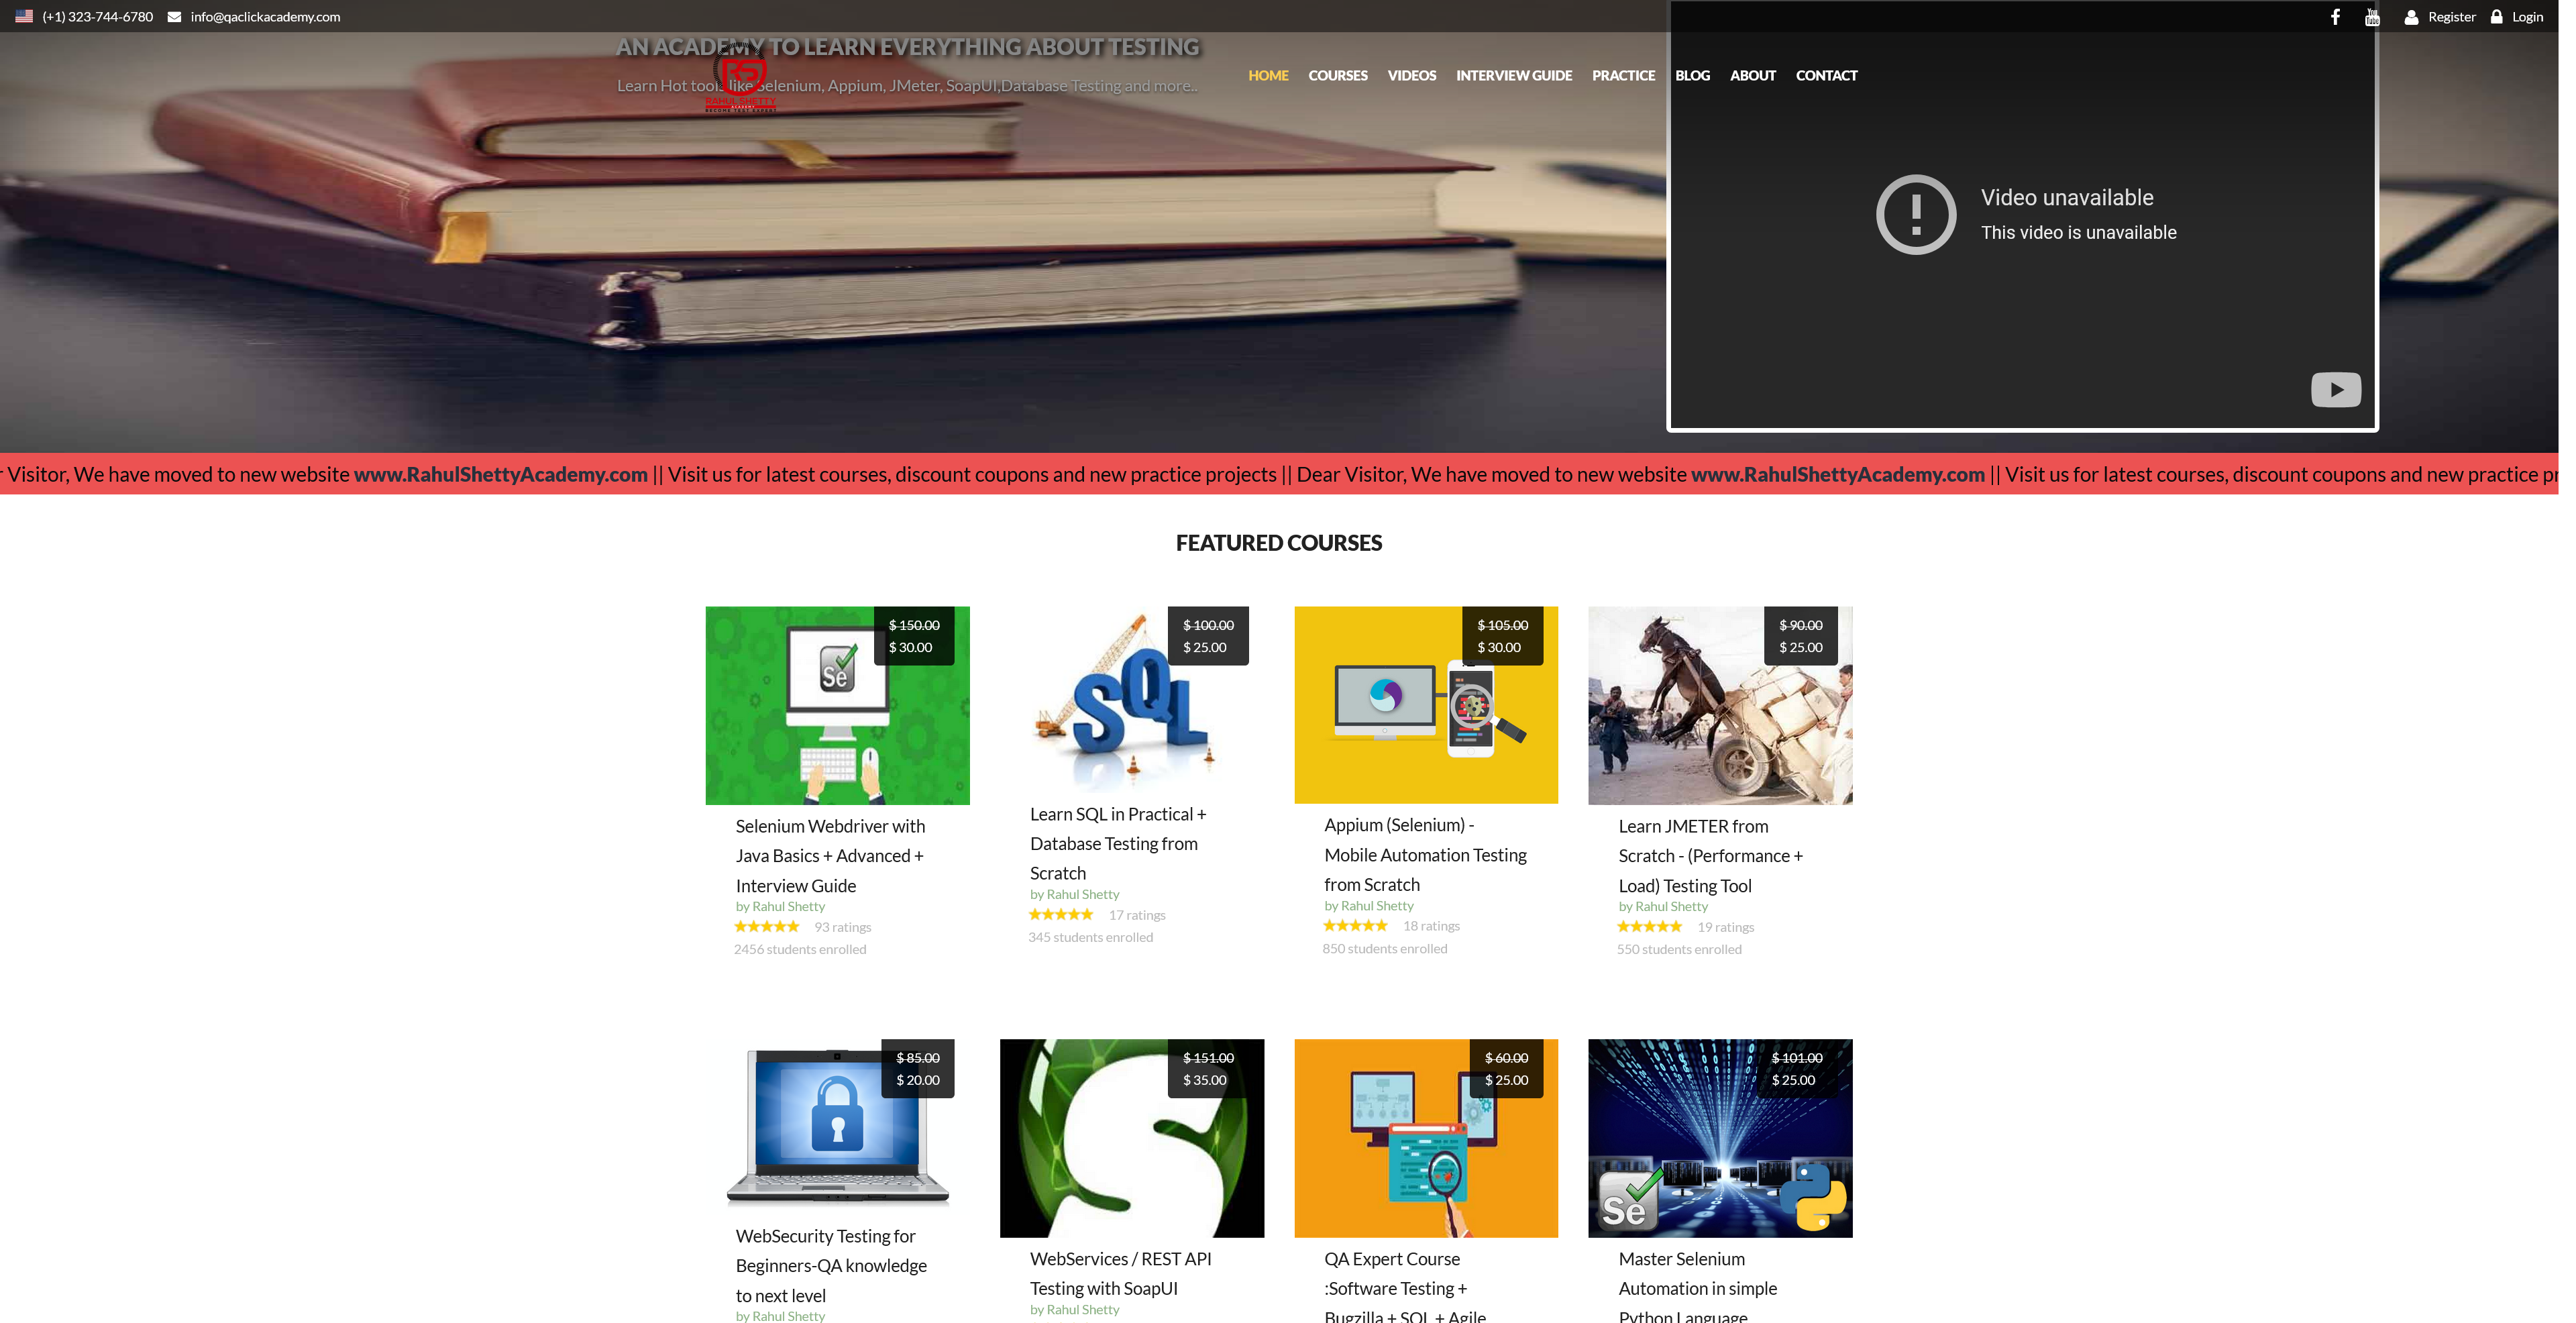 (+1) 323-744-6780 info@qaclickacademy.com Register Login
AN ACADEMY TO LEARN EVERYTHING ABOUT TESTING
Learn Hot tools like Selenium, Appium, JMeter, SoapUI,Database Testing and more..
RS
RAHUL SHETTY
ACADEMY
HOME COURSES VIDEOS INTERVIEW GUIDE PRACTICE BLOG ABOUT CONTACT
Video unavailable
This video is unavailable
r Visitor, We have moved to new website www.RahulShettyAcademy.com || Visit us for latest courses, discount coupons and new practice projects || Dear Visitor, We have moved to new website www.RahulShettyAcademy.com || Visit us for latest courses, discount coupons and new practice pr
FEATURED COURSES
$ 150.00
$ 30.00
Se
Selenium Webdriver with
Java Basics + Advanced +
Interview Guide
by Rahul Shetty
93 ratings
2456 students enrolled
$ 100.00
$ 25.00
SQL
Learn SQL in Practical +
Database Testing from
Scratch
by Rahul Shetty
17 ratings
345 students enrolled
$ 105.00
$ 30.00
Appium (Selenium) -
Mobile Automation Testing
from Scratch
by Rahul Shetty
18 ratings
850 students enrolled
$ 90.00
$ 25.00
Learn JMETER from
Scratch - (Performance +
Load) Testing Tool
by Rahul Shetty
19 ratings
550 students enrolled
$ 85.00
$ 20.00
WebSecurity Testing for
Beginners-QA knowledge
to next level
by Rahul Shetty
$ 151.00
$ 35.00
WebServices / REST API
Testing with SoapUI
by Rahul Shetty
$ 60.00
$ 25.00
QA Expert Course
:Software Testing +
Bugzilla + SQL + Agile
$ 101.00
$ 25.00
Se
Master Selenium
Automation in simple
Python Language